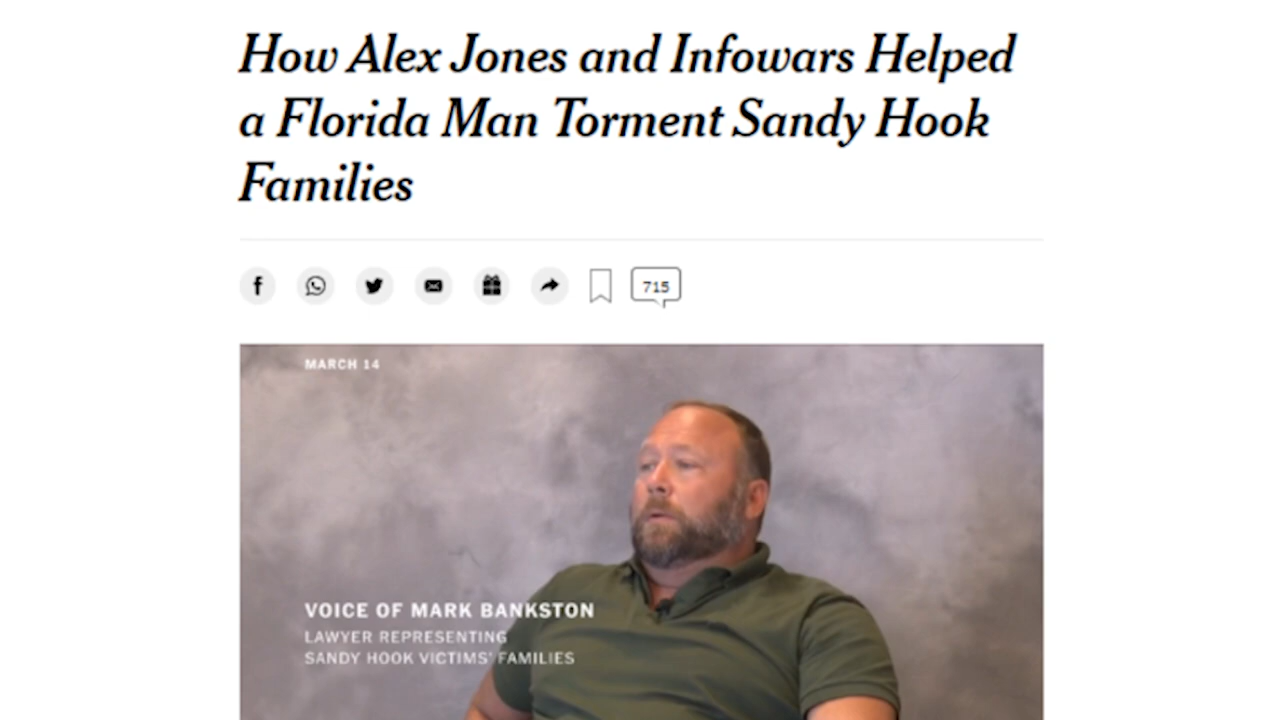 How Alex Jones and Infowars Helped
a Florida Man Torment Sandy Hook
Families
715
MARCH 14
VOICE OF MARK BANKSTON
LAWYER REPRESENTING
SANDY HOOK VICTIMS' FAMILIES